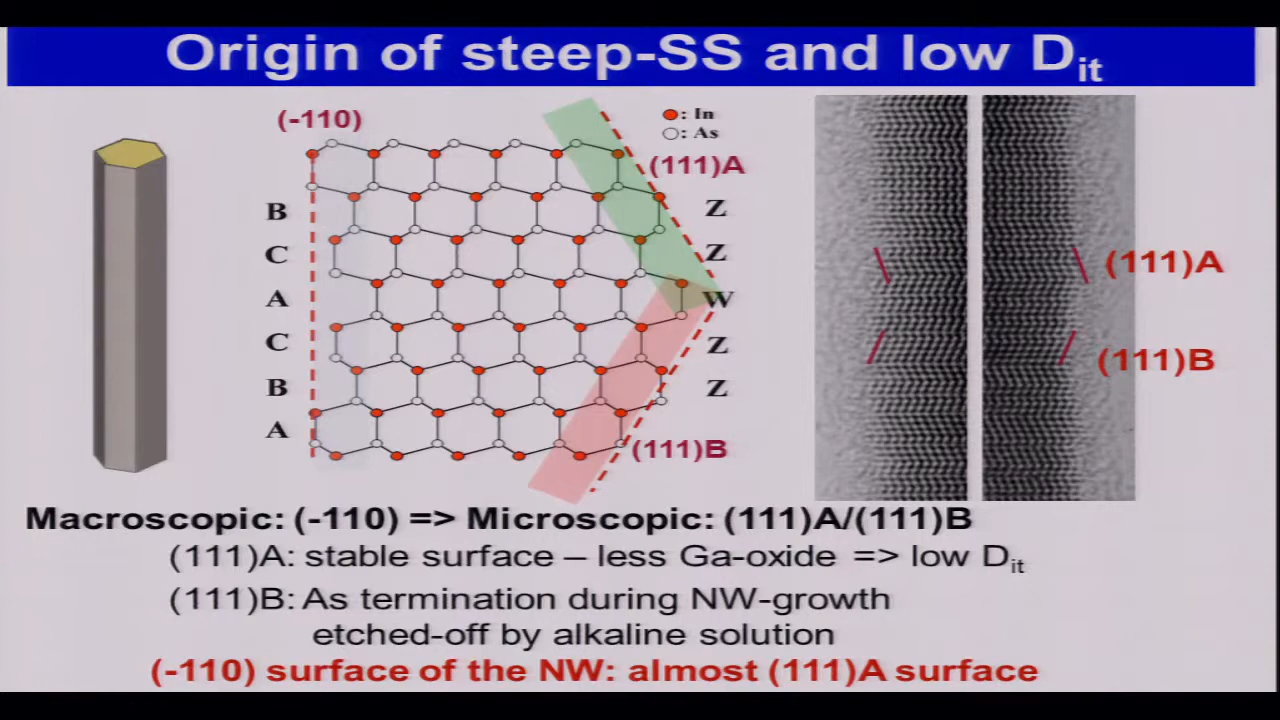 Origin of steep-SS and low Dit
(-110)
: In
: As
(111)A
B
C
A
C
B
A
Z
Z
W
Z
Z
(111)B
(111)A
(111)B
Macroscopic: (-110) => Microscopic: (111)A/(111)B
(111)A: stable surface – less Ga-oxide => low Dit
(111)B: As termination during NW-growth
etched-off by alkaline solution
(-110) surface of the NW: almost (111)A surface